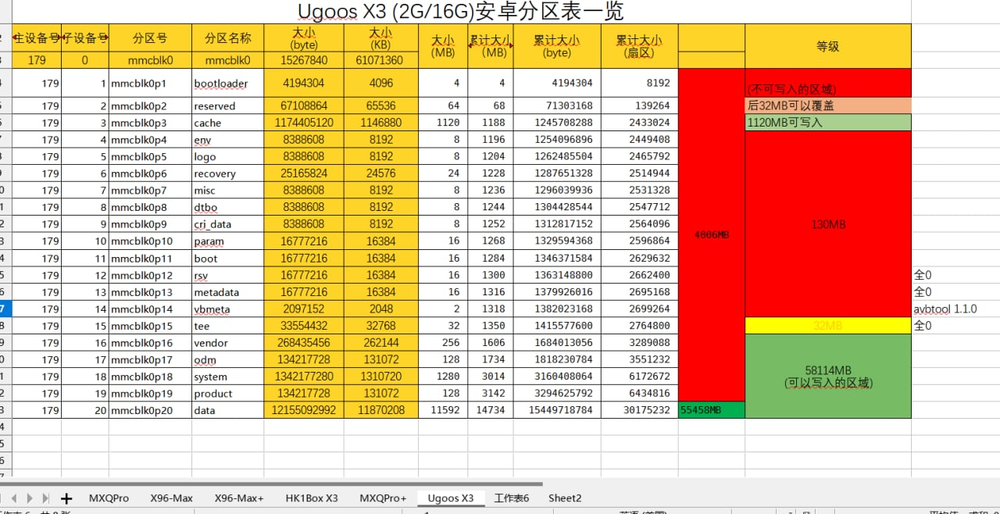 Ugoos X3 (2G/16G)安卓分区表一览
主设备号 子设备号 分区号 分区名称 大小 (byte) 大小 (KB) 大小 (MB) 累计大小 (MB) 累计大小 (byte) 累计大小 (扇区) 等级
179 0 mmcblk0 mmcblk0 15267840 61071360
179 1 mmcblk0p1 bootloader 4194304 4096 4 4 4194304 8192 (不可写入的区域)
179 2 mmcblk0p2 reserved 67108864 65536 64 68 71303168 139264 后32MB可以覆盖
179 3 mmcblk0p3 cache 1174405120 1146880 1120 1188 1245708288 2433024 1120MB可写入
179 4 mmcblk0p4 env 8388608 8192 8 1196 1254096896 2449408
179 5 mmcblk0p5 logo 8388608 8192 8 1204 1262485504 2465792
179 6 mmcblk0p6 recovery 25165824 24576 24 1228 1287651328 2514944
179 7 mmcblk0p7 misc 8388608 8192 8 1236 1296039936 2531328
179 8 mmcblk0p8 dtbo 8388608 8192 8 1244 1304428544 2547712
179 9 mmcblk0p9 cri_data 8388608 8192 8 1252 1312817152 2564096 4006MB 130MB
179 10 mmcblk0p10 param 16777216 16384 16 1268 1329594368 2596864
179 11 mmcblk0p11 boot 16777216 16384 16 1284 1346371584 2629632
179 12 mmcblk0p12 rsv 16777216 16384 16 1300 1363148800 2662400 全0
179 13 mmcblk0p13 metadata 16777216 16384 16 1316 1379926016 2695168 全0
179 14 mmcblk0p14 vbmeta 2097152 2048 2 1318 1382023168 2699264 avbtool 1.1.0
179 15 mmcblk0p15 tee 33554432 32768 32 1350 1415577600 2764800 32MB 全0
179 16 mmcblk0p16 vendor 268435456 262144 256 1606 1684013056 3289088
179 17 mmcblk0p17 odm 134217728 131072 128 1734 1818230784 3551232
179 18 mmcblk0p18 system 1342177280 1310720 1280 3014 3160408064 6172672 58114MB
(可以写入的区域)
179 19 mmcblk0p19 product 134217728 131072 128 3142 3294625792 6434816
179 20 mmcblk0p20 data 12155092992 11870208 11592 14734 15449718784 30175232 55458MB
MXQPro X96-Max X96-Max+ HK1Box X3 MXQPro+ Ugoos X3 工作表6 Sheet2